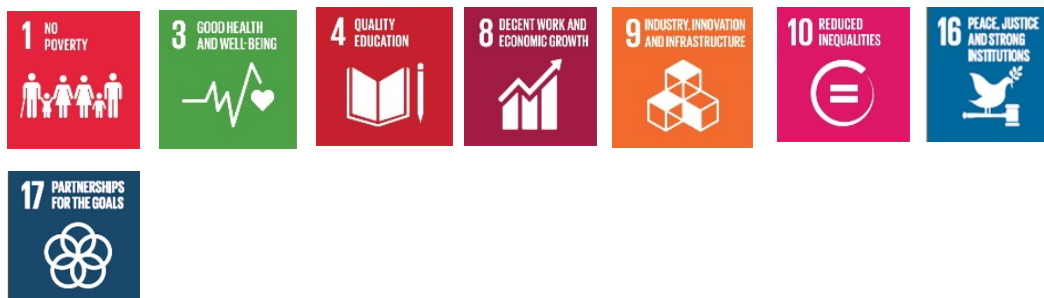 1 NO
POVERTY
3 GOOD HEALTH
AND WELL-BEING
4 QUALITY
EDUCATION
8 DECENT WORK AND
ECONOMIC GROWTH
9 INDUSTRY, INNOVATION
AND INFRASTRUCTURE
10 REDUCED
INEQUALITIES
16 PEACE, JUSTICE
AND STRONG
INSTITUTIONS
17 PARTNERSHIPS
FOR THE GOALS